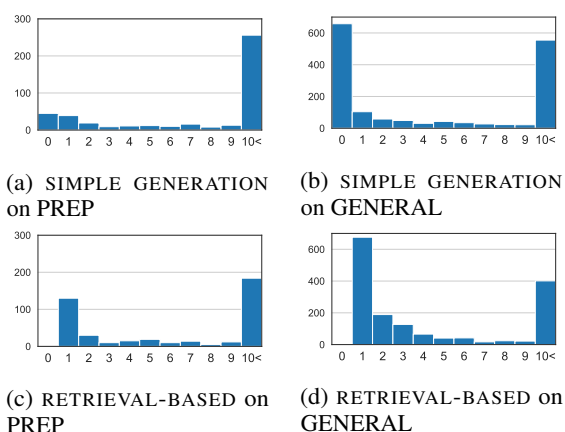 300
200
100
0
0 1 2 3 4 5 6 7 8 9 10<
(a) SIMPLE GENERATION
on PREP
600
400
200
0
0 1 2 3 4 5 6 7 8 9 10<
(b) SIMPLE GENERATION
on GENERAL
300
200
100
0
0 1 2 3 4 5 6 7 8 9 10<
(c) RETRIEVAL-BASED on
PREP
600
400
200
0
0 1 2 3 4 5 6 7 8 9 10<
(d) RETRIEVAL-BASED on
GENERAL